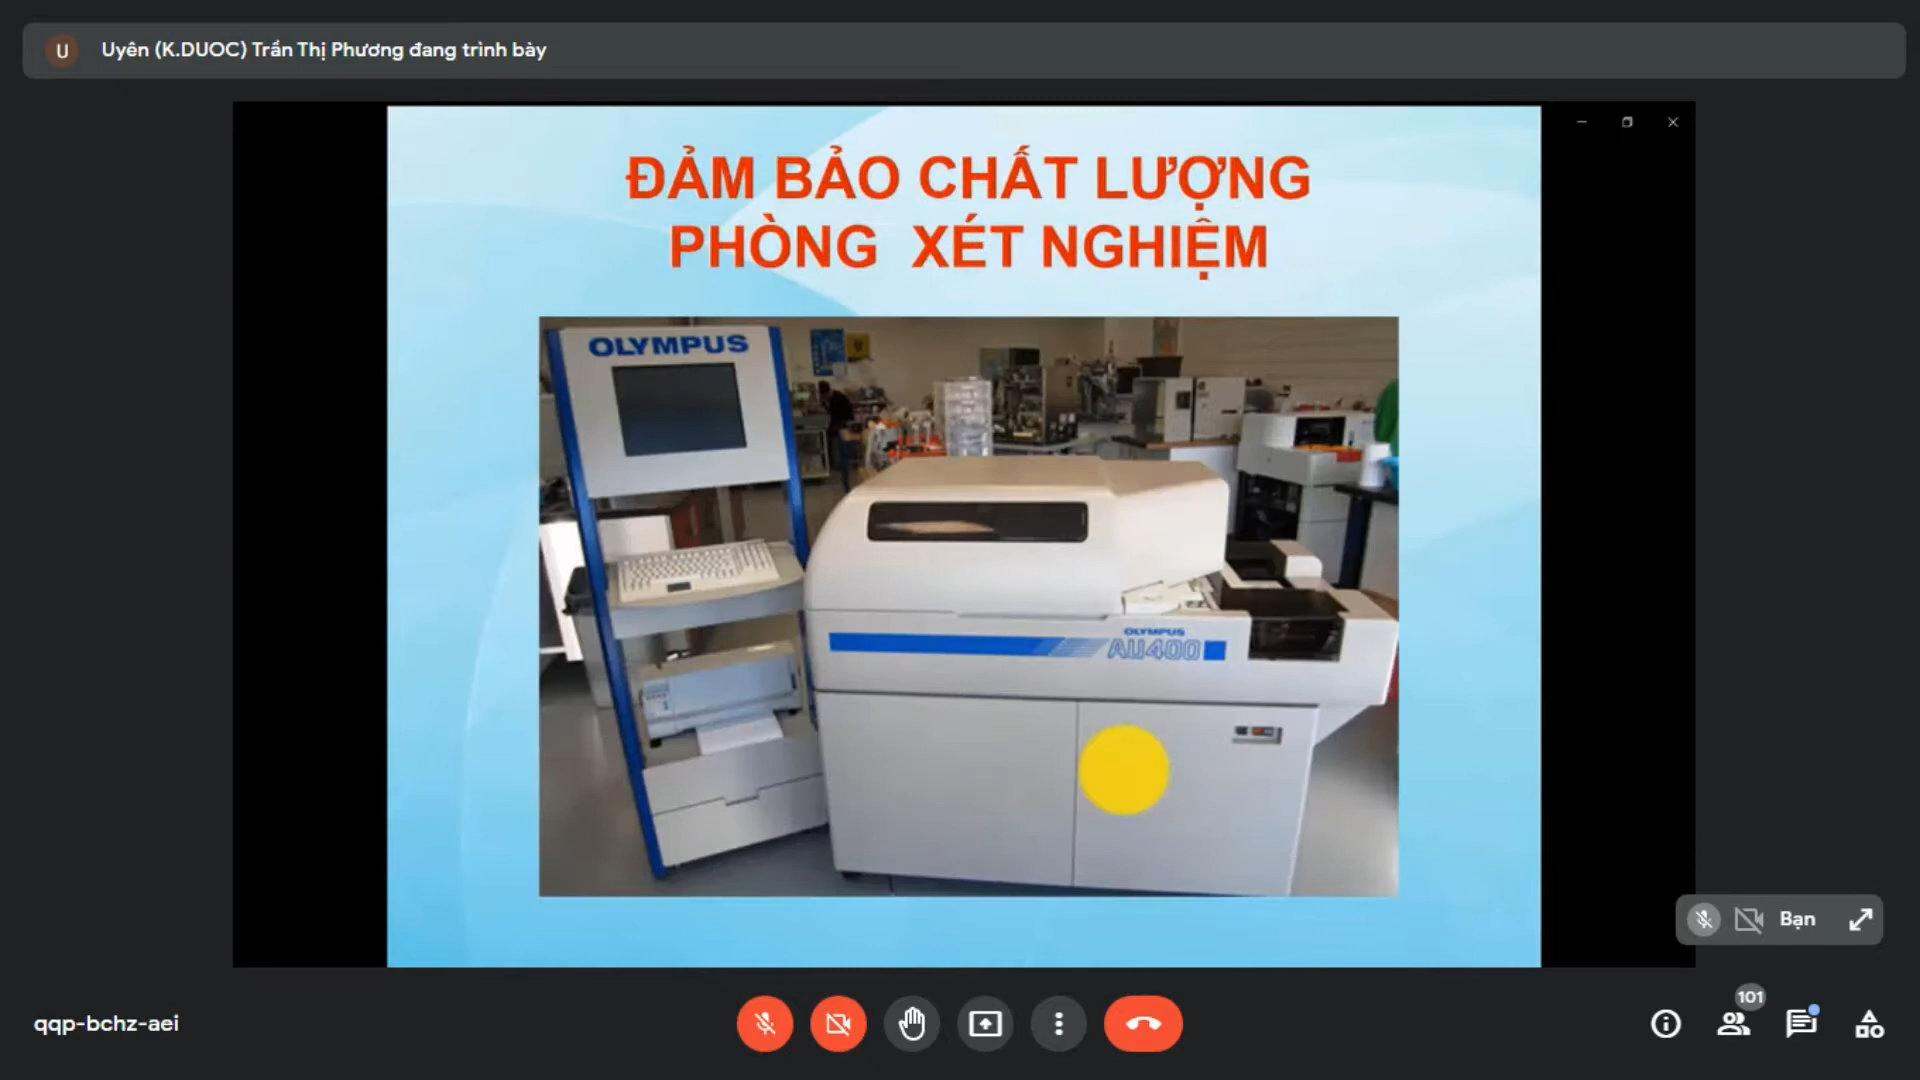 U
Uyên (K.DUOC) Trần Thị Phương đang trình bày
ĐẢM BẢO CHẤT LƯỢNG
PHÒNG XÉT NGHIỆM
OLYMPUS
OLYMPUS
AU400
Bạn
qqp-bchz-aei
101